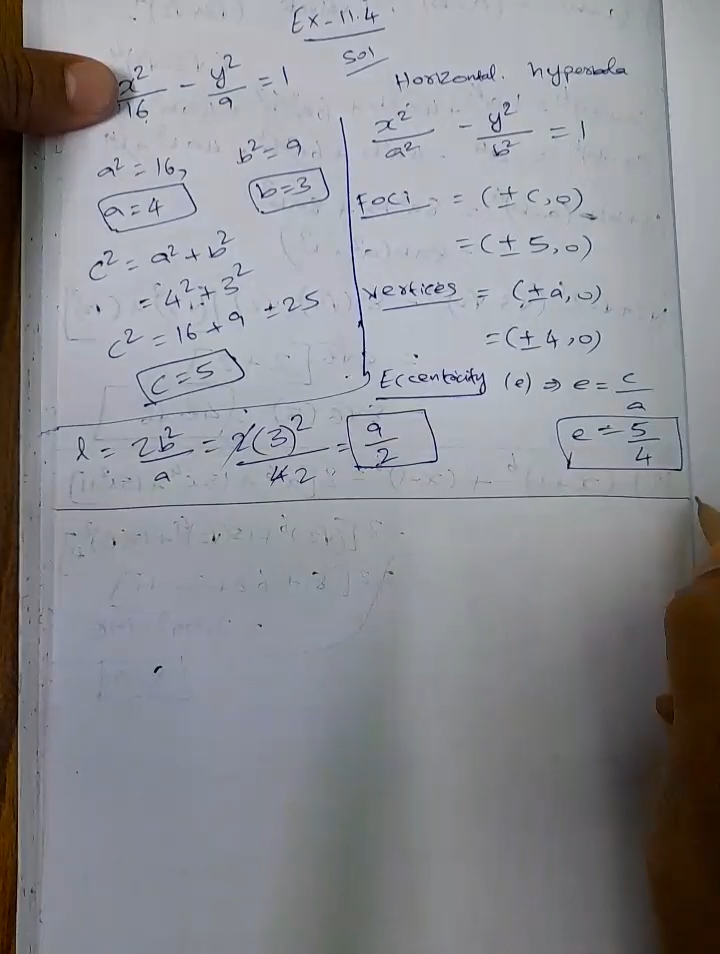 Ex-11.4
Sol
x²/16 - y²/9 = 1
a² = 16, b² = 9
a=4 b=3
c² = a² + b²
= 4² + 3²
c² = 16 + 9 = 25
c = 5
Horizontal. hyperbola
x²/a² - y²/b² = 1
Foci = (± c, 0)
= (± 5, 0)
vertices = (±a, 0)
= (± 4, 0)
Eccentricity (e) ⇒ e = c/a
e = 5/4
l = 2b²/a = 2(3)²/4 2 = 9/2